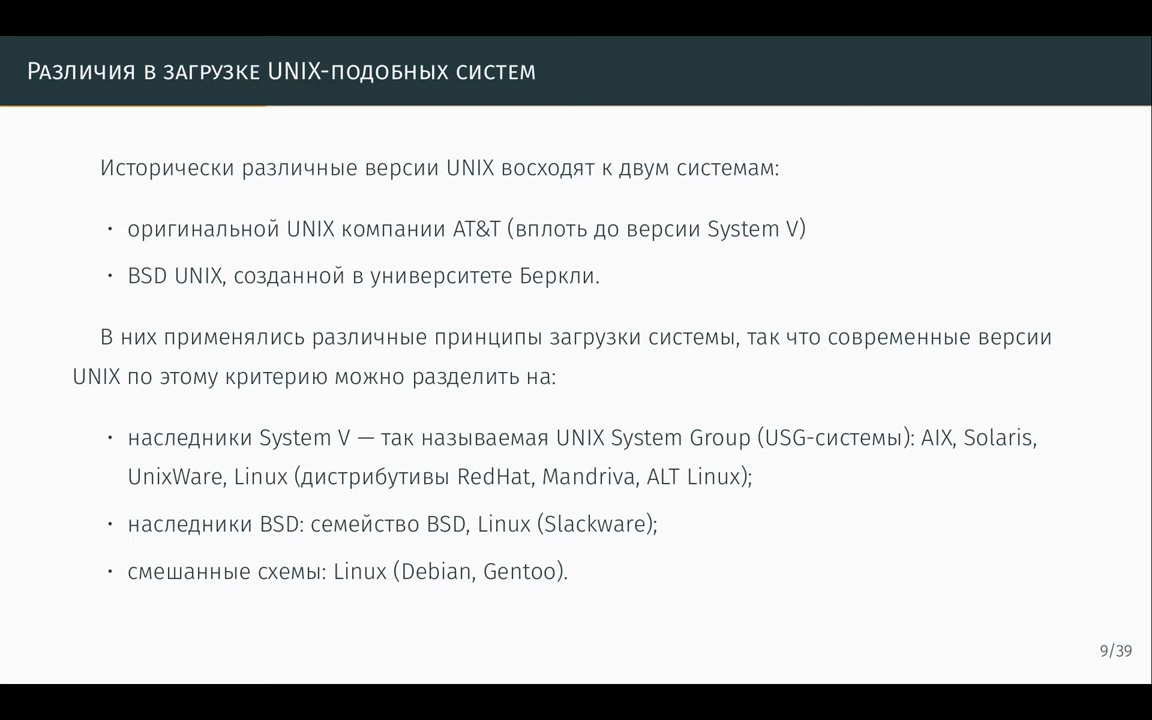 Различия в загрузке UNIX-подобных систем
Исторически различные версии UNIX восходят к двум системам:
• оригинальной UNIX компании AT&T (вплоть до версии System V)
• BSD UNIX, созданной в университете Беркли.
В них применялись различные принципы загрузки системы, так что современные версии
UNIX по этому критерию можно разделить на:
• наследники System V — так называемая UNIX System Group (USG-системы): AIX, Solaris,
UnixWare, Linux (дистрибутивы RedHat, Mandriva, ALT Linux);
• наследники BSD: семейство BSD, Linux (Slackware);
• смешанные схемы: Linux (Debian, Gentoo).
9/39